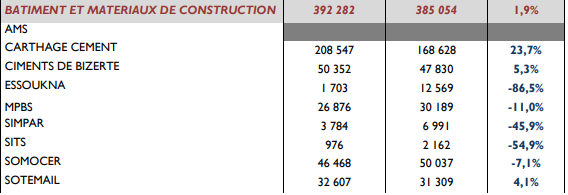 BATIMENT ET MATERIAUX DE CONSTRUCTION 392 282 385 054 1,9%
AMS
CARTHAGE CEMENT 208 547 168 628 23,7%
CIMENTS DE BIZERTE 50 352 47 830 5,3%
ESSOUKNA 1 703 12 569 -86,5%
MPBS 26 876 30 189 -11,0%
SIMPAR 3 784 6 991 -45,9%
SITS 976 2 162 -54,9%
SOMOCER 46 468 50 037 -7,1%
SOTEMAIL 32 607 31 309 4,1%